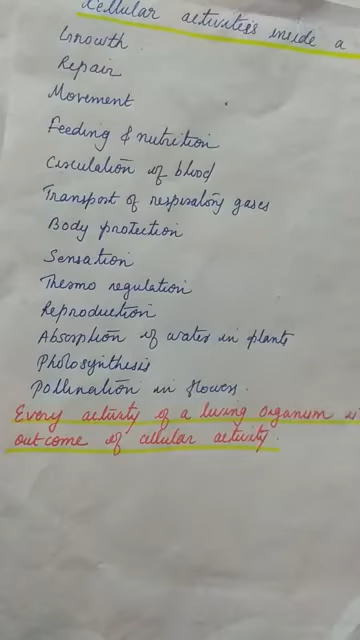 Cellular activities inside a
Growth
Repair
Movement
Feeding & nutrition
Circulation of blood
Transport of respiratory gases
Body protection
Sensation
Thermo regulation
Reproduction
Absorption of water in plants
Photosynthesis
Pollination in flowers.
Every activity of a living organism is
outcome of cellular activity.